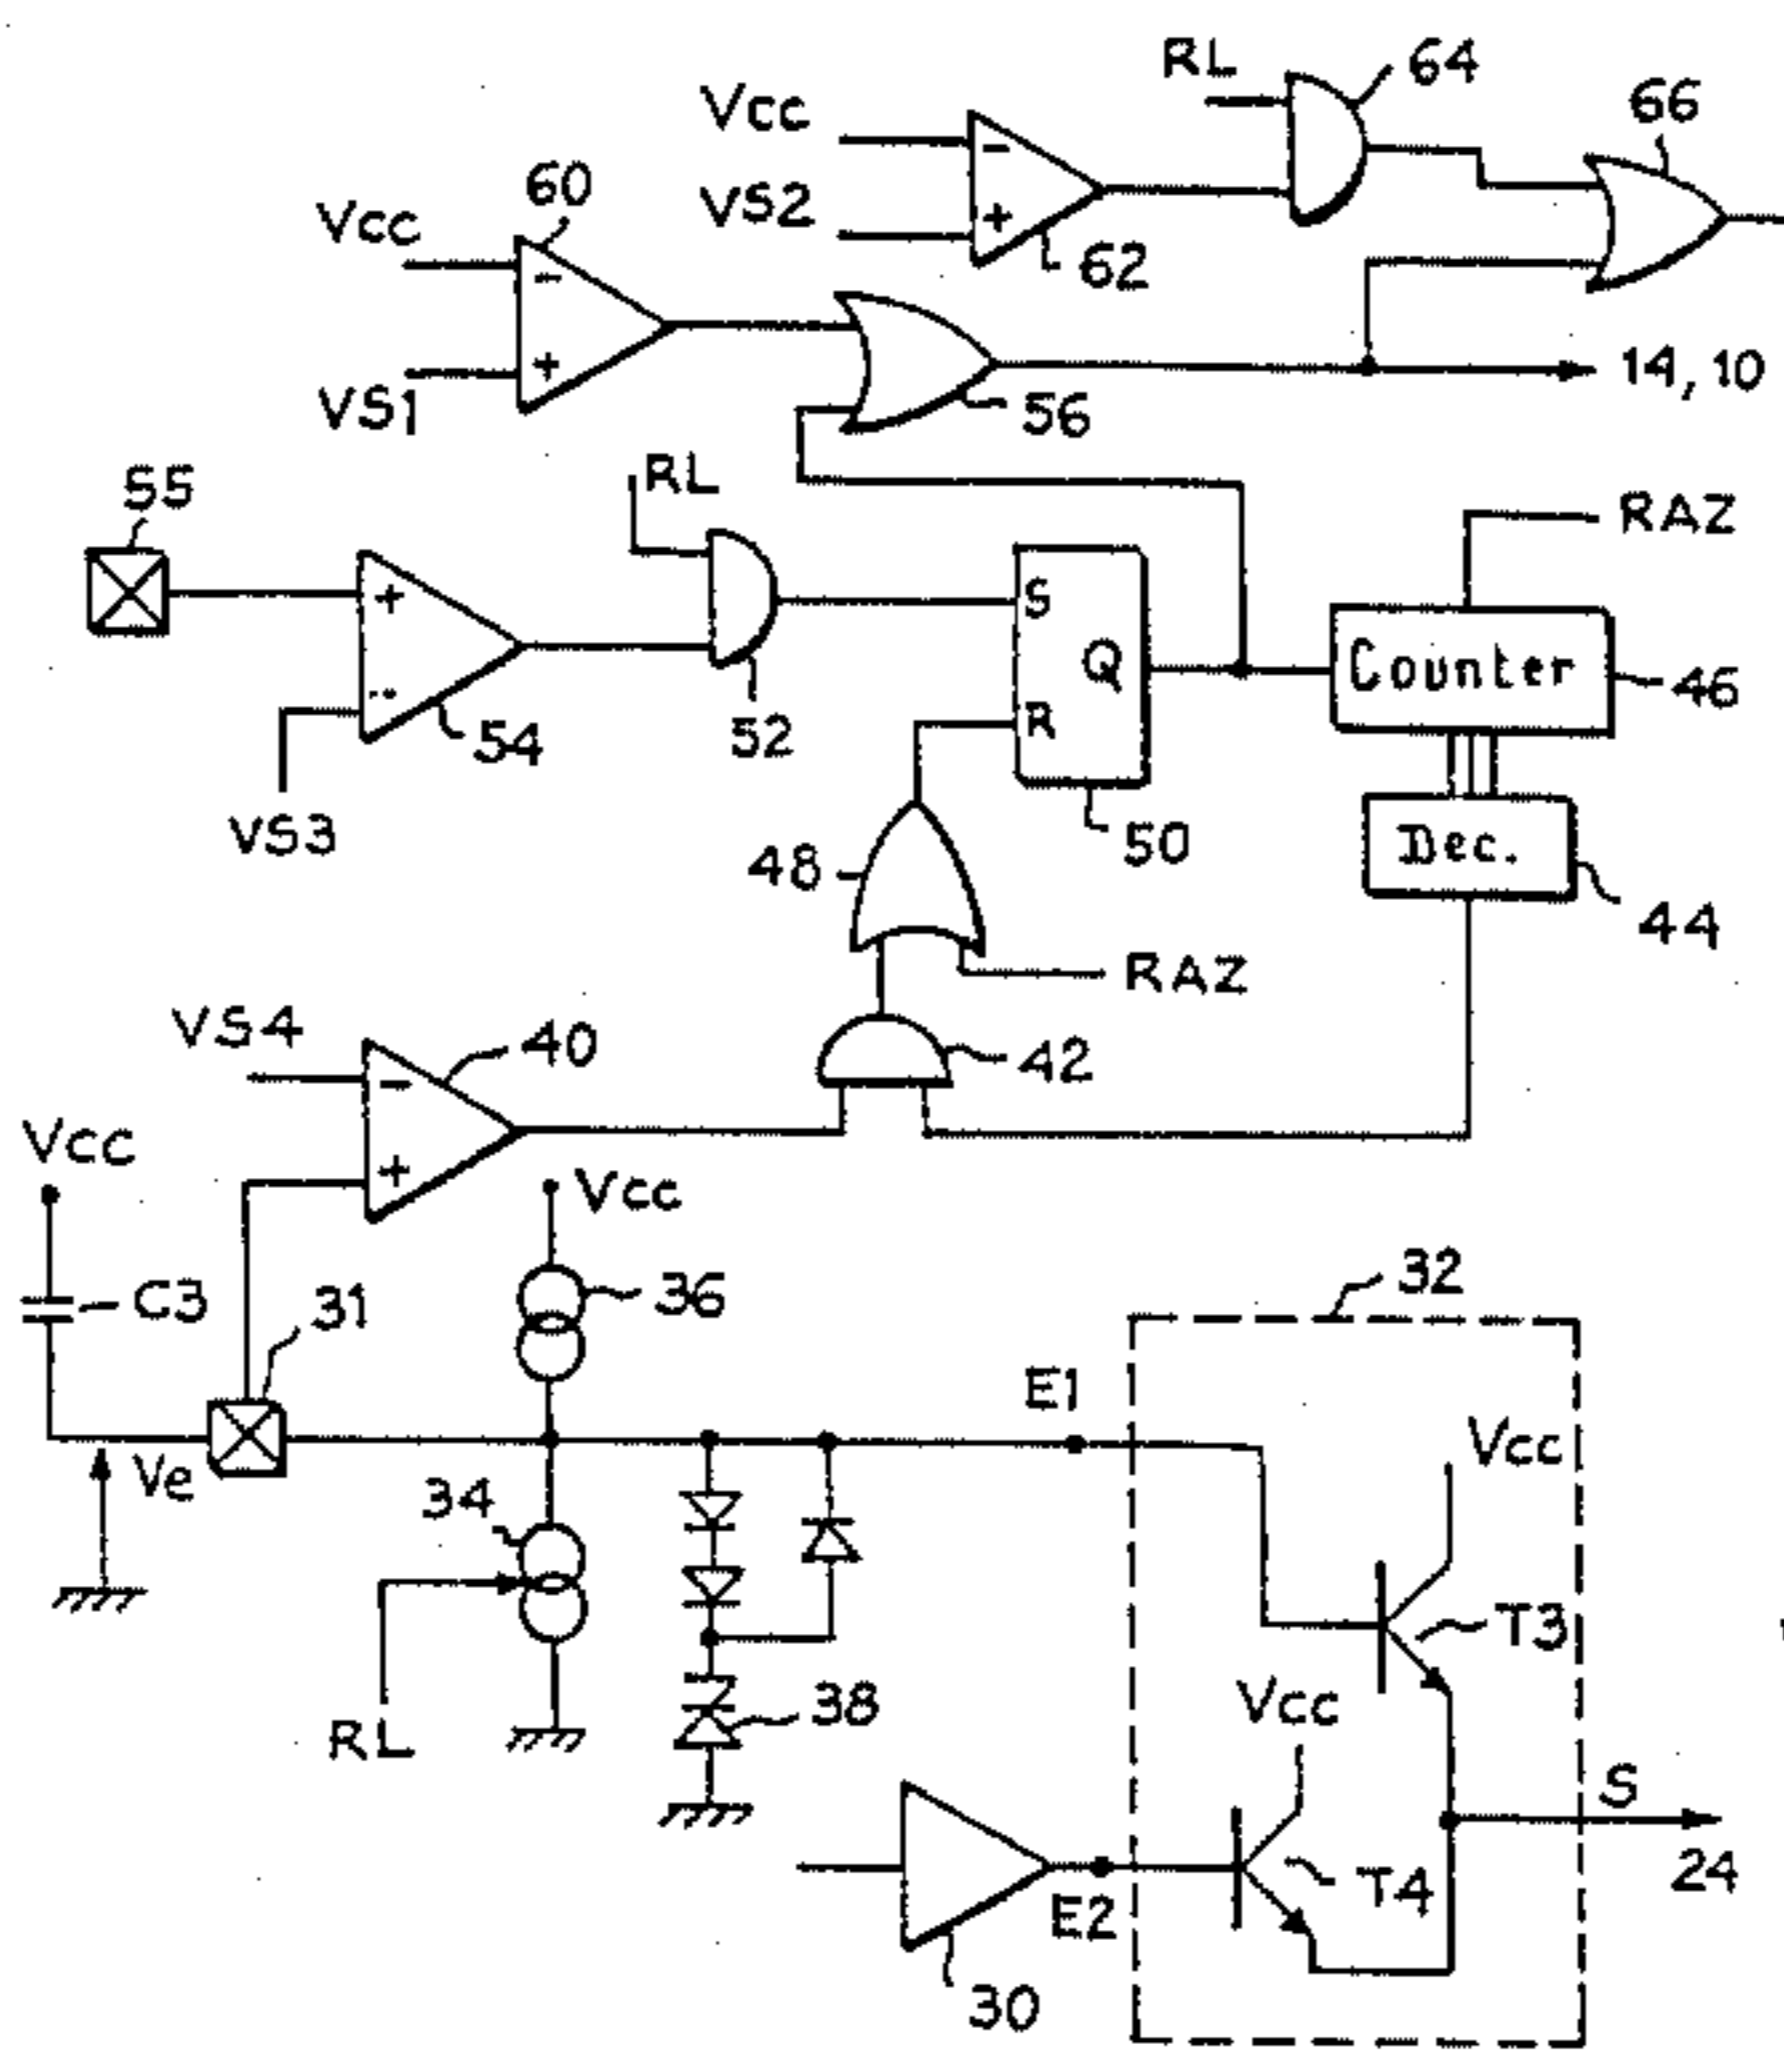 RL
64
66
Vcc
VS2
62
60
Vcc
VS1
56
14, 10
55
RL
RAZ
S
Q
R
Counter
46
54
52
VS3
50
48
Dec.
44
RAZ
VS4
40
42
Vcc
Vcc
C3
31
36
32
E1
Vcc
Ve
34
T3
RL
38
Vcc
S
24
T4
E2
30